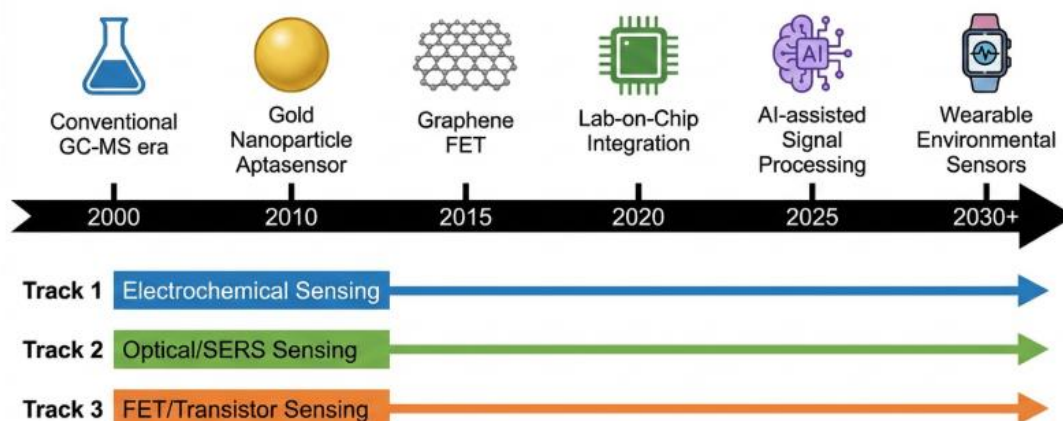 AI
Conventional
GC-MS era
Gold
Nanoparticle
Aptasensor
Graphene
FET
Lab-on-Chip
Integration
AI-assisted
Signal
Processing
Wearable
Environmental
Sensors
2000 2010 2015 2020 2025 2030+
Track 1 Electrochemical Sensing
Track 2 Optical/SERS Sensing
Track 3 FET/Transistor Sensing